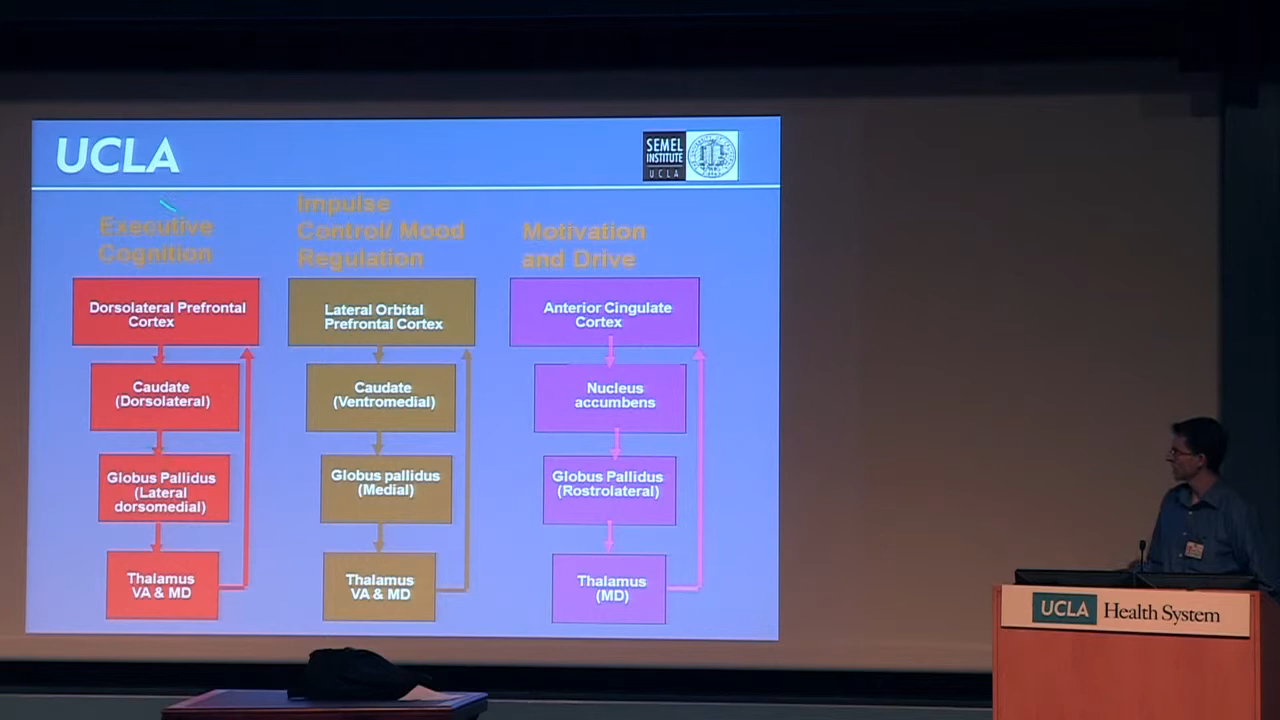 UCLA
SEMEL
INSTITUTE
UCLA
Executive
Cognition
Impulse
Control/ Mood
Regulation
Motivation
and Drive
Dorsolateral Prefrontal
Cortex
Caudate
(Dorsolateral)
Globus Pallidus
(Lateral
dorsomedial)
Thalamus
VA & MD
Lateral Orbital
Prefrontal Cortex
Caudate
(Ventromedial)
Globus pallidus
(Medial)
Thalamus
VA & MD
Anterior Cingulate
Cortex
Nucleus
accumbens
Globus Pallidus
(Rostrolateral)
Thalamus
(MD)
UCLA Health System